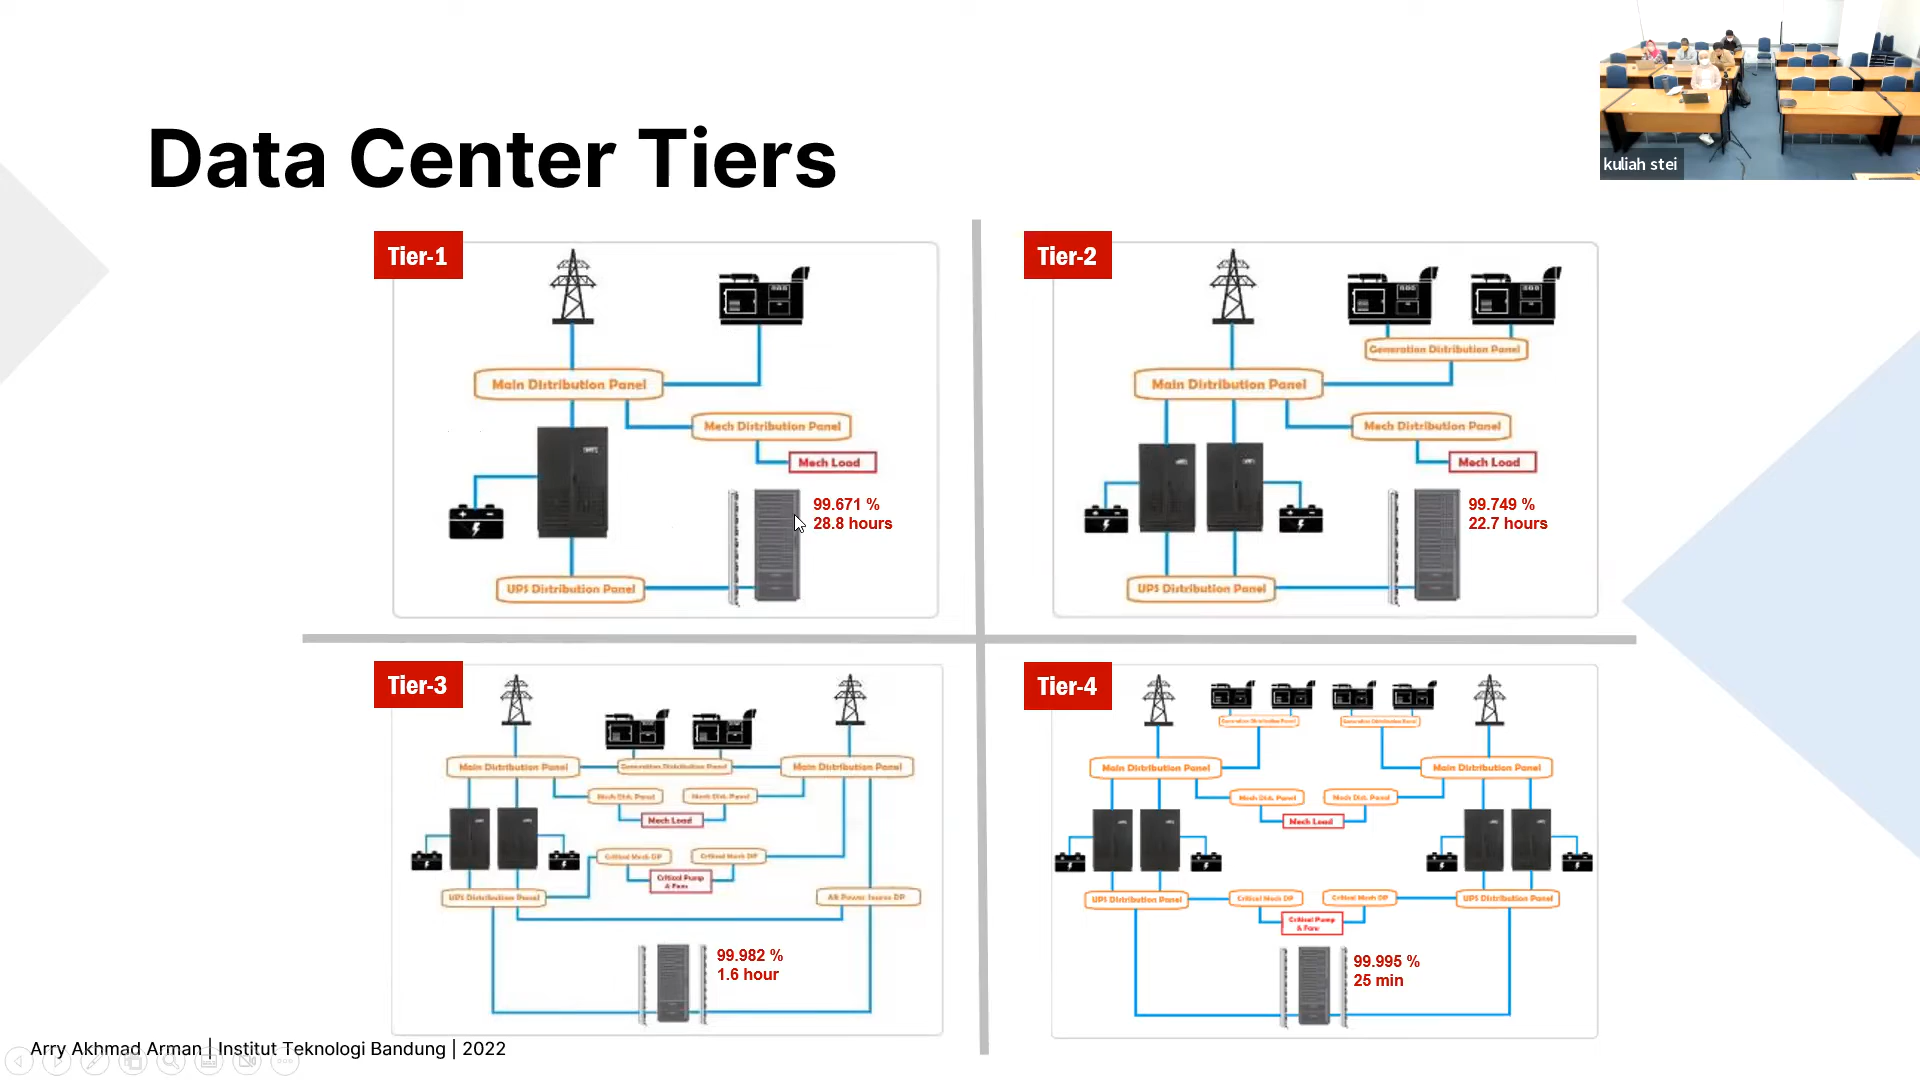 kuliah stei
Data Center Tiers
Tier-1
Main Distribution Panel
Mech Distribution Panel
Mech Load
99.671 %
28.8 hours
UPS Distribution Panel
Tier-2
Generation Distribution Panel
Main Distribution Panel
Mech Distribution Panel
Mech Load
99.749 %
22.7 hours
UPS Distribution Panel
Tier-3
Main Distribution Panel
Generation Distribution Panel
Main Distribution Panel
Mech Dist. Panel
Mech Dist. Panel
Mech Load
Critical Mech DP
Critical Mech DP
Critical Pump
& Fans
UPS Distribution Panel
99.982 %
1.6 hour
Tier-4
Generation Distribution Panel
Generation Distribution Panel
Main Distribution Panel
Main Distribution Panel
Mech Dist. Panel
Mech Dist. Panel
Mech Load
UPS Distribution Panel
Critical Mech DP
Critical Mech DP
UPS Distribution Panel
Critical Pump
& Fans
99.995 %
25 min
Arry Akhmad Arman | Institut Teknologi Bandung | 2022